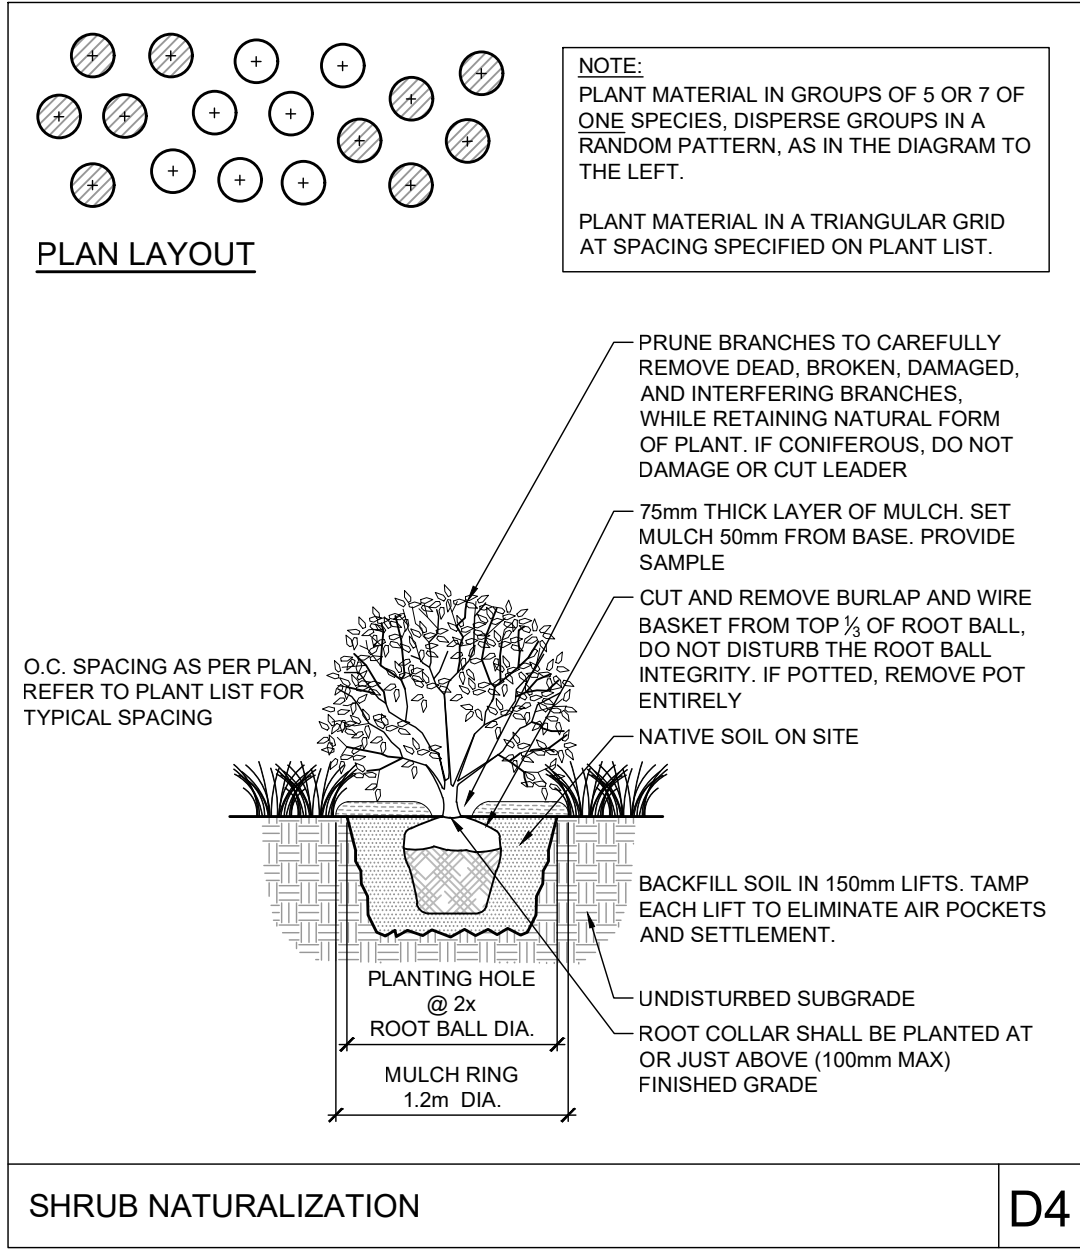 NOTE:
PLANT MATERIAL IN GROUPS OF 5 OR 7 OF
ONE SPECIES, DISPERSE GROUPS IN A
RANDOM PATTERN, AS IN THE DIAGRAM TO
THE LEFT.
PLANT MATERIAL IN A TRIANGULAR GRID
AT SPACING SPECIFIED ON PLANT LIST.
PLAN LAYOUT
PRUNE BRANCHES TO CAREFULLY
REMOVE DEAD, BROKEN, DAMAGED,
AND INTERFERING BRANCHES,
WHILE RETAINING NATURAL FORM
OF PLANT. IF CONIFEROUS, DO NOT
DAMAGE OR CUT LEADER
75mm THICK LAYER OF MULCH. SET
MULCH 50mm FROM BASE. PROVIDE
SAMPLE
CUT AND REMOVE BURLAP AND WIRE
BASKET FROM TOP ⅓ OF ROOT BALL,
DO NOT DISTURB THE ROOT BALL
INTEGRITY. IF POTTED, REMOVE POT
ENTIRELY
O.C. SPACING AS PER PLAN,
REFER TO PLANT LIST FOR
TYPICAL SPACING
NATIVE SOIL ON SITE
BACKFILL SOIL IN 150mm LIFTS. TAMP
EACH LIFT TO ELIMINATE AIR POCKETS
AND SETTLEMENT.
PLANTING HOLE
@ 2x
ROOT BALL DIA.
UNDISTURBED SUBGRADE
ROOT COLLAR SHALL BE PLANTED AT
OR JUST ABOVE (100mm MAX)
FINISHED GRADE
MULCH RING
1.2m DIA.
SHRUB NATURALIZATION
D4